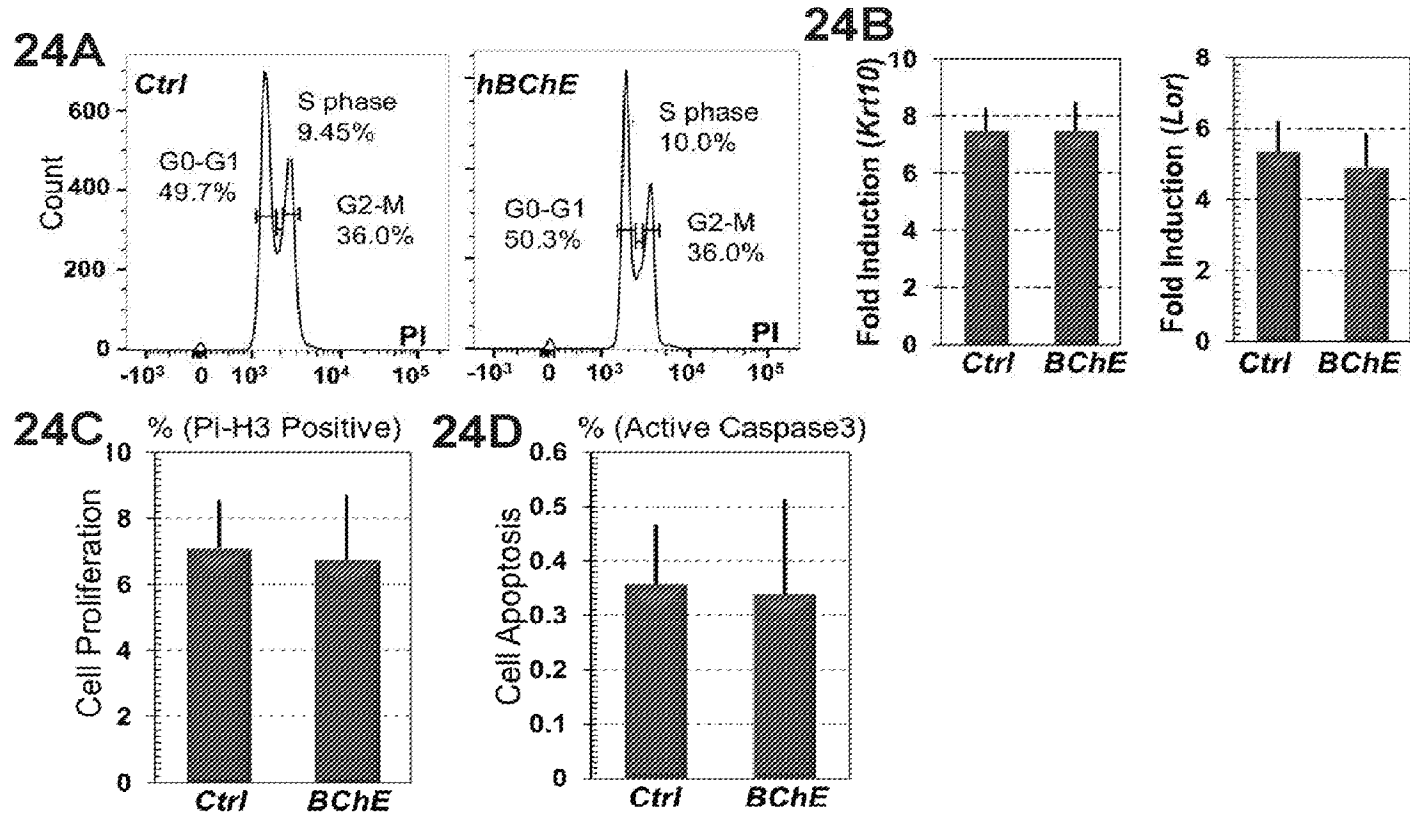 24A
Ctrl
S phase
9.45%
G0-G1
49.7%
G2-M
36.0%
Count
600
400
200
0
PI
-10³ 0 10³ 10⁴ 10⁵
hBChE
S phase
10.0%
G0-G1
50.3%
G2-M
36.0%
PI
-10³ 0 10³ 10⁴ 10⁵
24B
Fold Induction (Krt10)
10
8
6
4
2
0
Ctrl BChE
Fold Induction (Lor)
8
6
4
2
0
Ctrl BChE
24C
% (Pi-H3 Positive)
Cell Proliferation
10
8
6
4
2
0
Ctrl BChE
24D
% (Active Caspase3)
Cell Apoptosis
0.6
0.5
0.4
0.3
0.2
0.1
0
Ctrl BChE